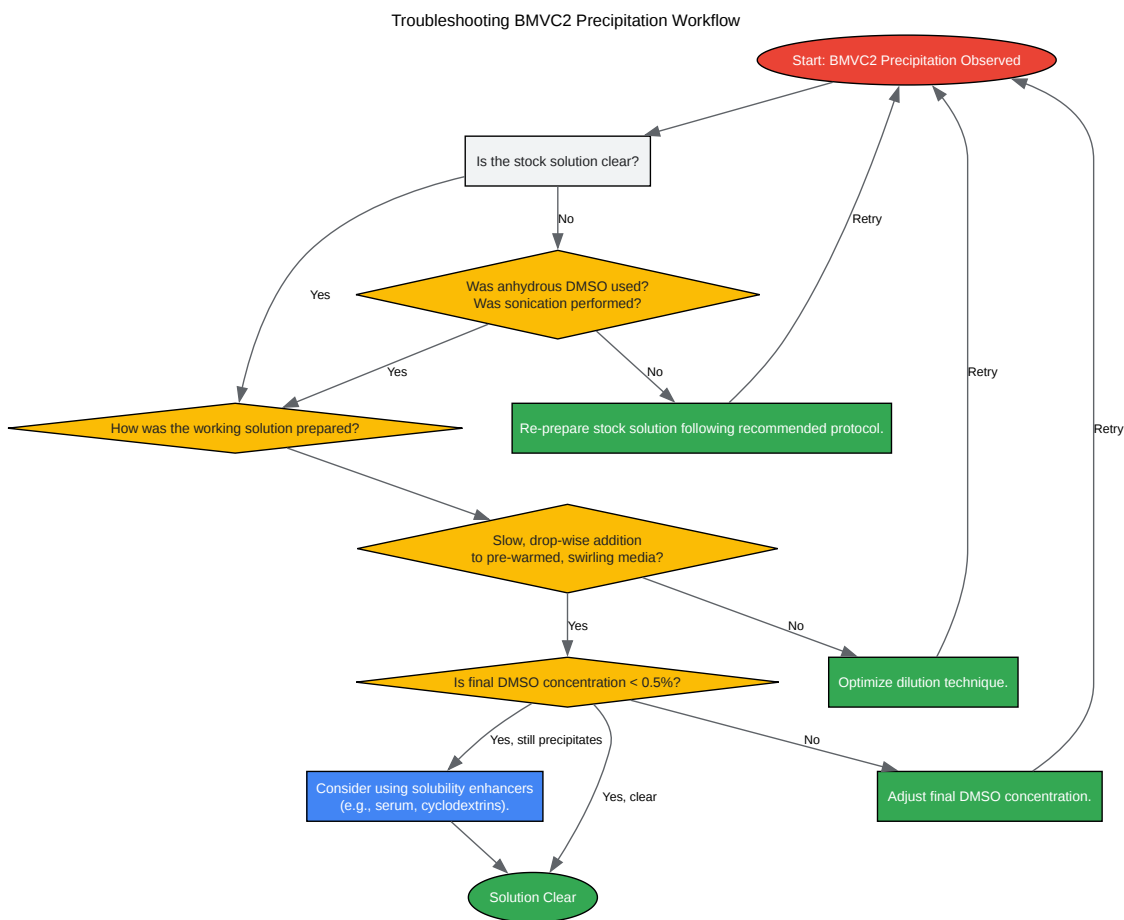 Troubleshooting BMVC2 Precipitation Workflow
Start: BMVC2 Precipitation Observed
Is the stock solution clear?
No
Retry
Was anhydrous DMSO used?
Was sonication performed?
Yes
Yes
No
Retry
How was the working solution prepared?
Re-prepare stock solution following recommended protocol.
Retry
Slow, drop-wise addition
to pre-warmed, swirling media?
Yes
No
Is final DMSO concentration < 0.5%?
Optimize dilution technique.
Yes, still precipitates
No
Consider using solubility enhancers
(e.g., serum, cyclodextrins).
Yes, clear
Adjust final DMSO concentration.
Solution Clear